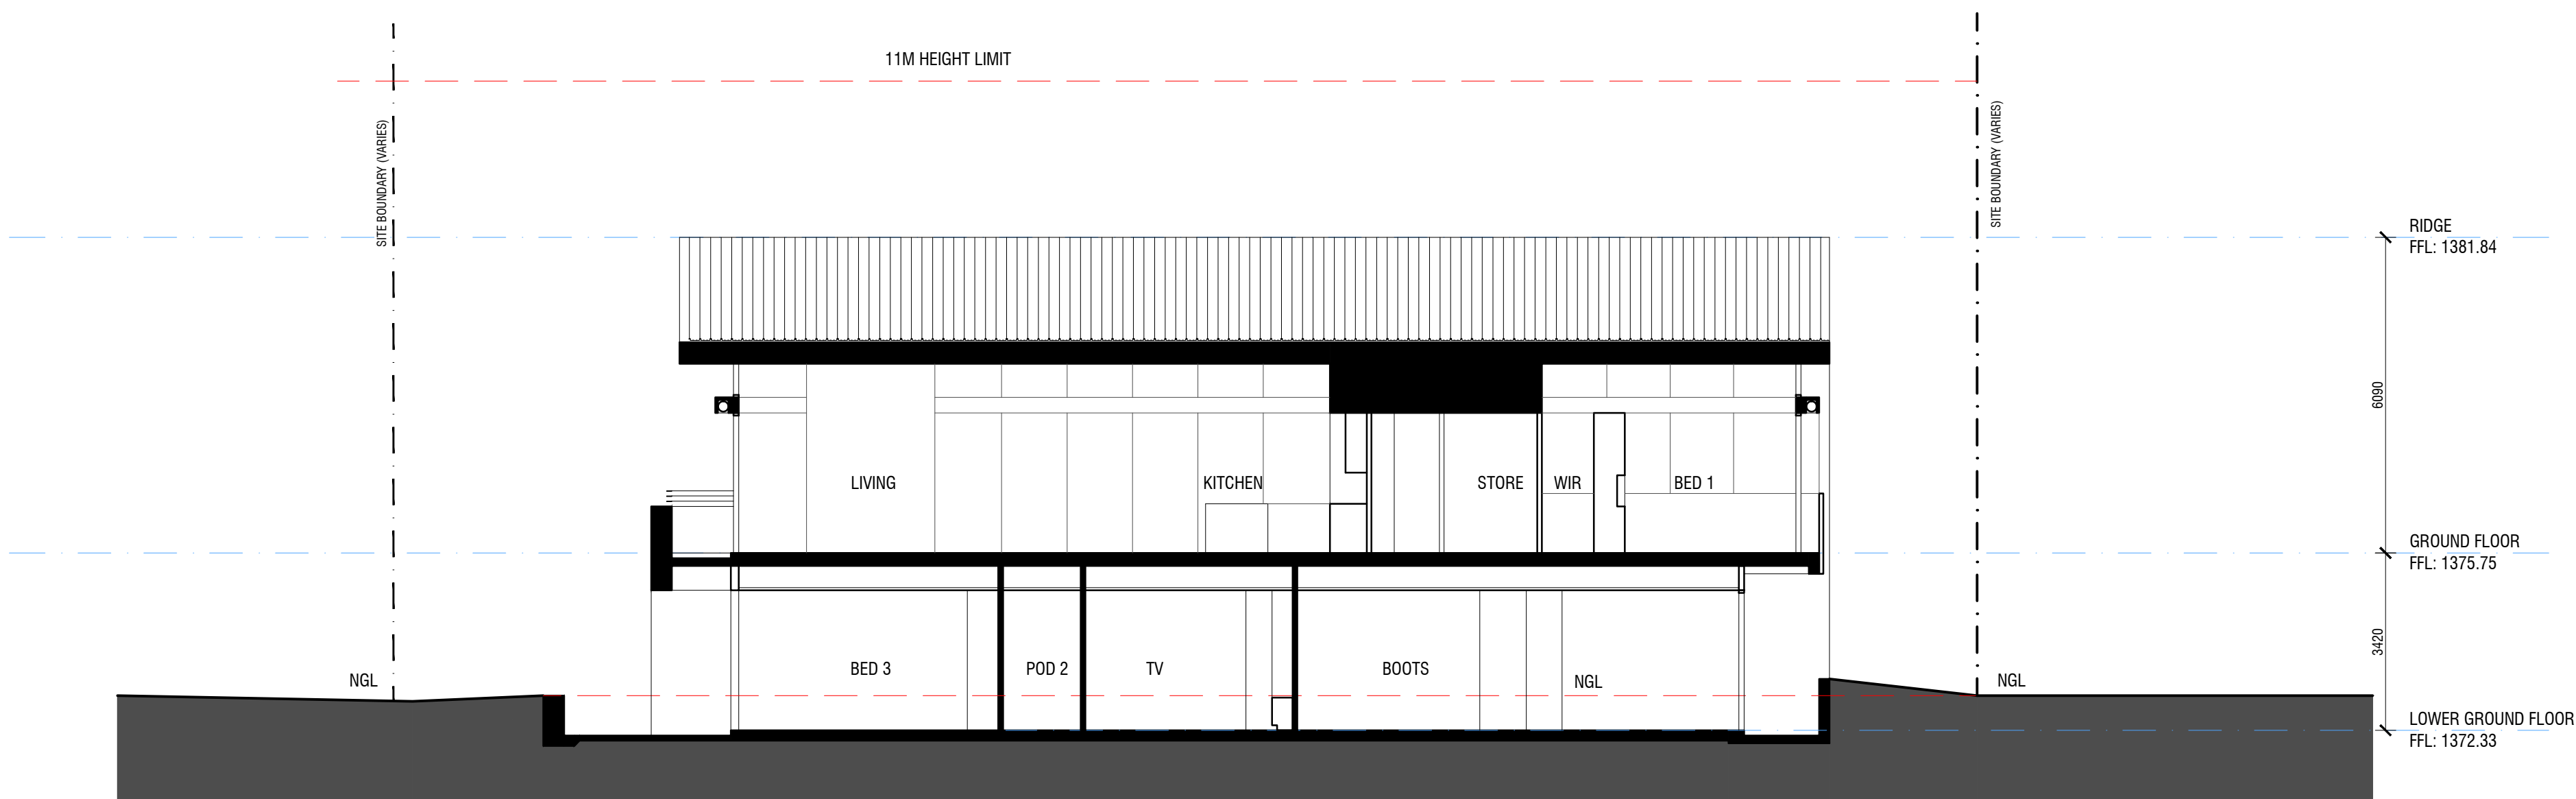 11M HEIGHT LIMIT
SITE BOUNDARY (VARIES)
SITE BOUNDARY (VARIES)
RIDGE
FFL: 1381.84
6090
LIVING
KITCHEN
STORE
WIR
BED 1
GROUND FLOOR
FFL: 1375.75
3420
BED 3
POD 2
TV
BOOTS
NGL
NGL
NGL
LOWER GROUND FLOOR
FFL: 1372.33